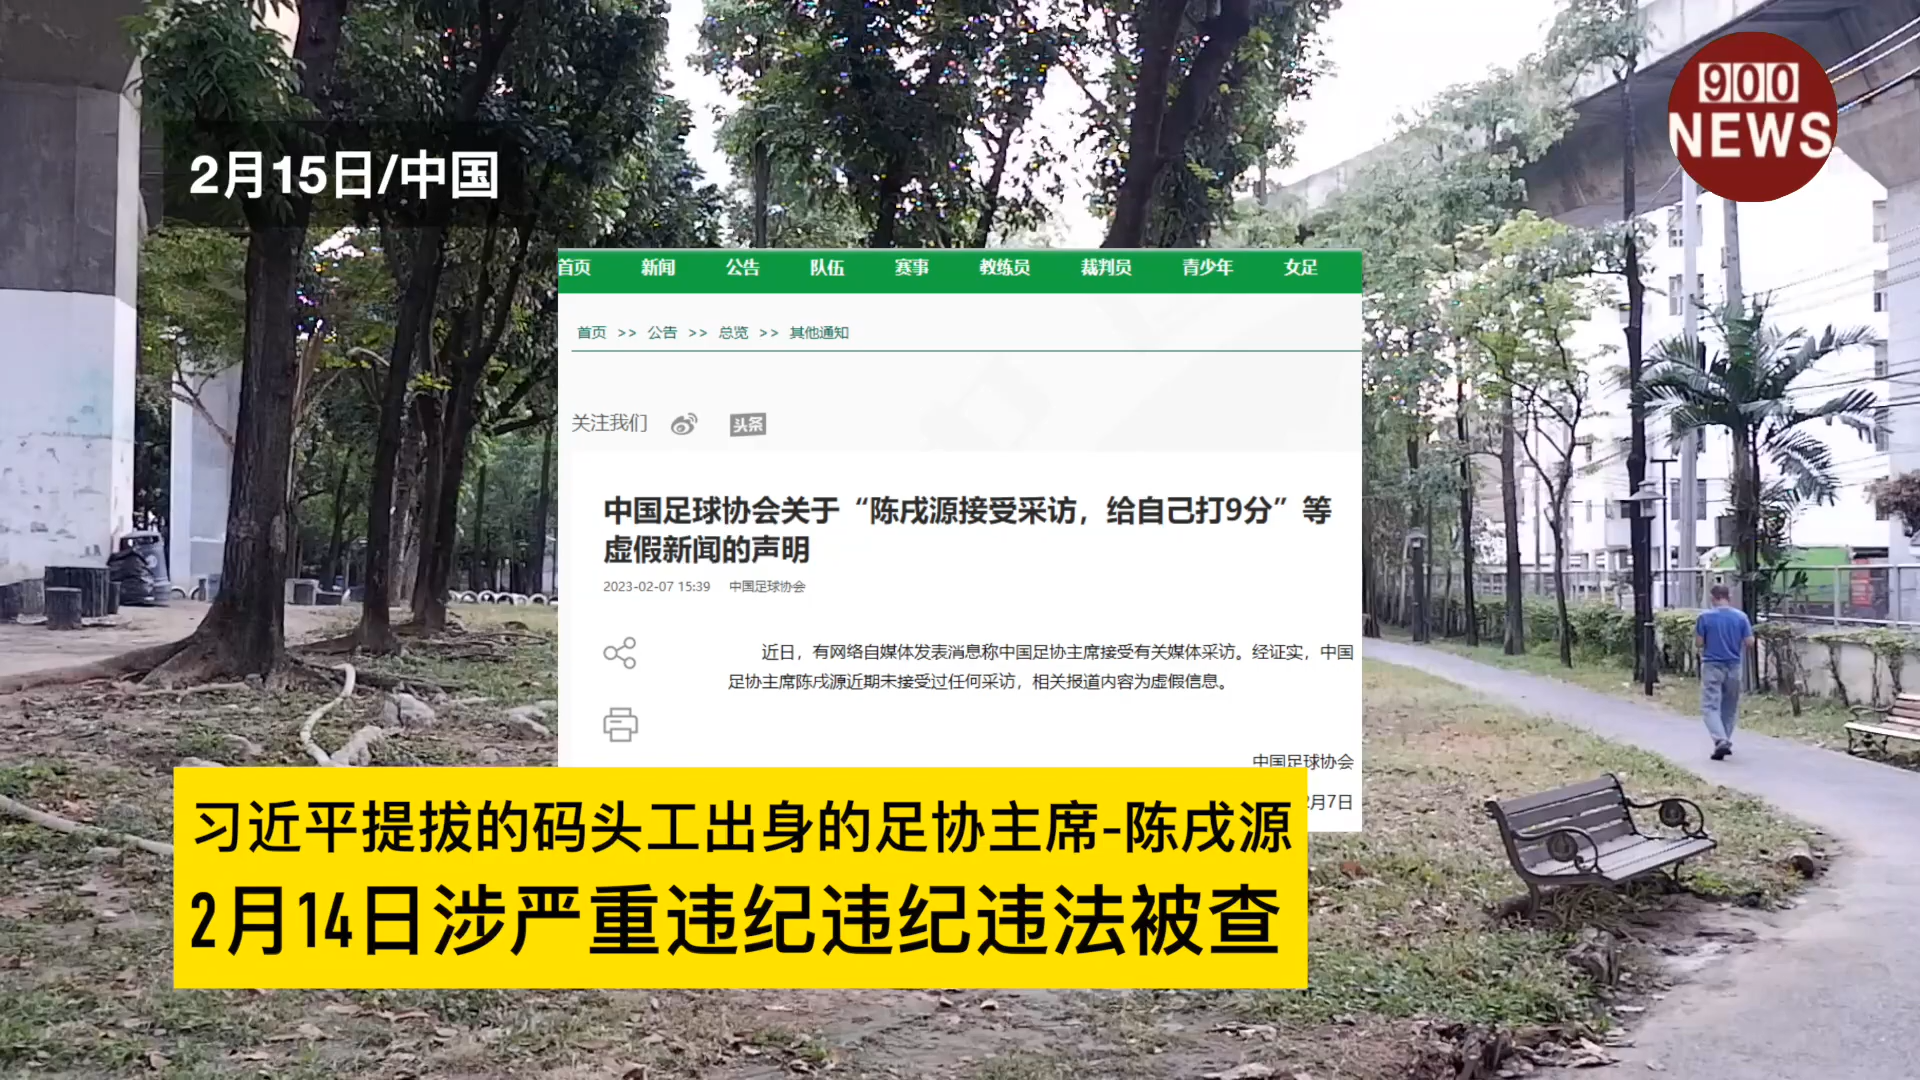 900
NEWS
2月15日/中国
首页 新闻 公告 队伍 赛事 教练员 裁判员 青少年 女足
首页 >> 公告 >> 总览 >> 其他通知
关注我们 头条
中国足球协会关于“陈戌源接受采访，给自己打9分”等
虚假新闻的声明
2023-02-07 15:39 中国足球协会
近日，有网络自媒体发表消息称中国足协主席接受有关媒体采访。经证实，中国
足协主席陈戌源近期未接受过任何采访，相关报道内容为虚假信息。
中国足球协会
2月7日
习近平提拔的码头工出身的足协主席-陈戌源
2月14日涉严重违纪违纪违法被查